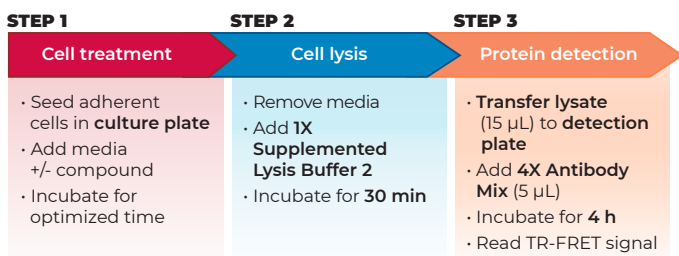 STEP 1
Cell treatment
· Seed adherent
cells in culture plate
· Add media
+/- compound
· Incubate for
optimized time
STEP 2
Cell lysis
· Remove media
· Add 1X
Supplemented
Lysis Buffer 2
· Incubate for 30 min
STEP 3
Protein detection
· Transfer lysate
(15 µL) to detection
plate
· Add 4X Antibody
Mix (5 µL)
· Incubate for 4 h
· Read TR-FRET signal